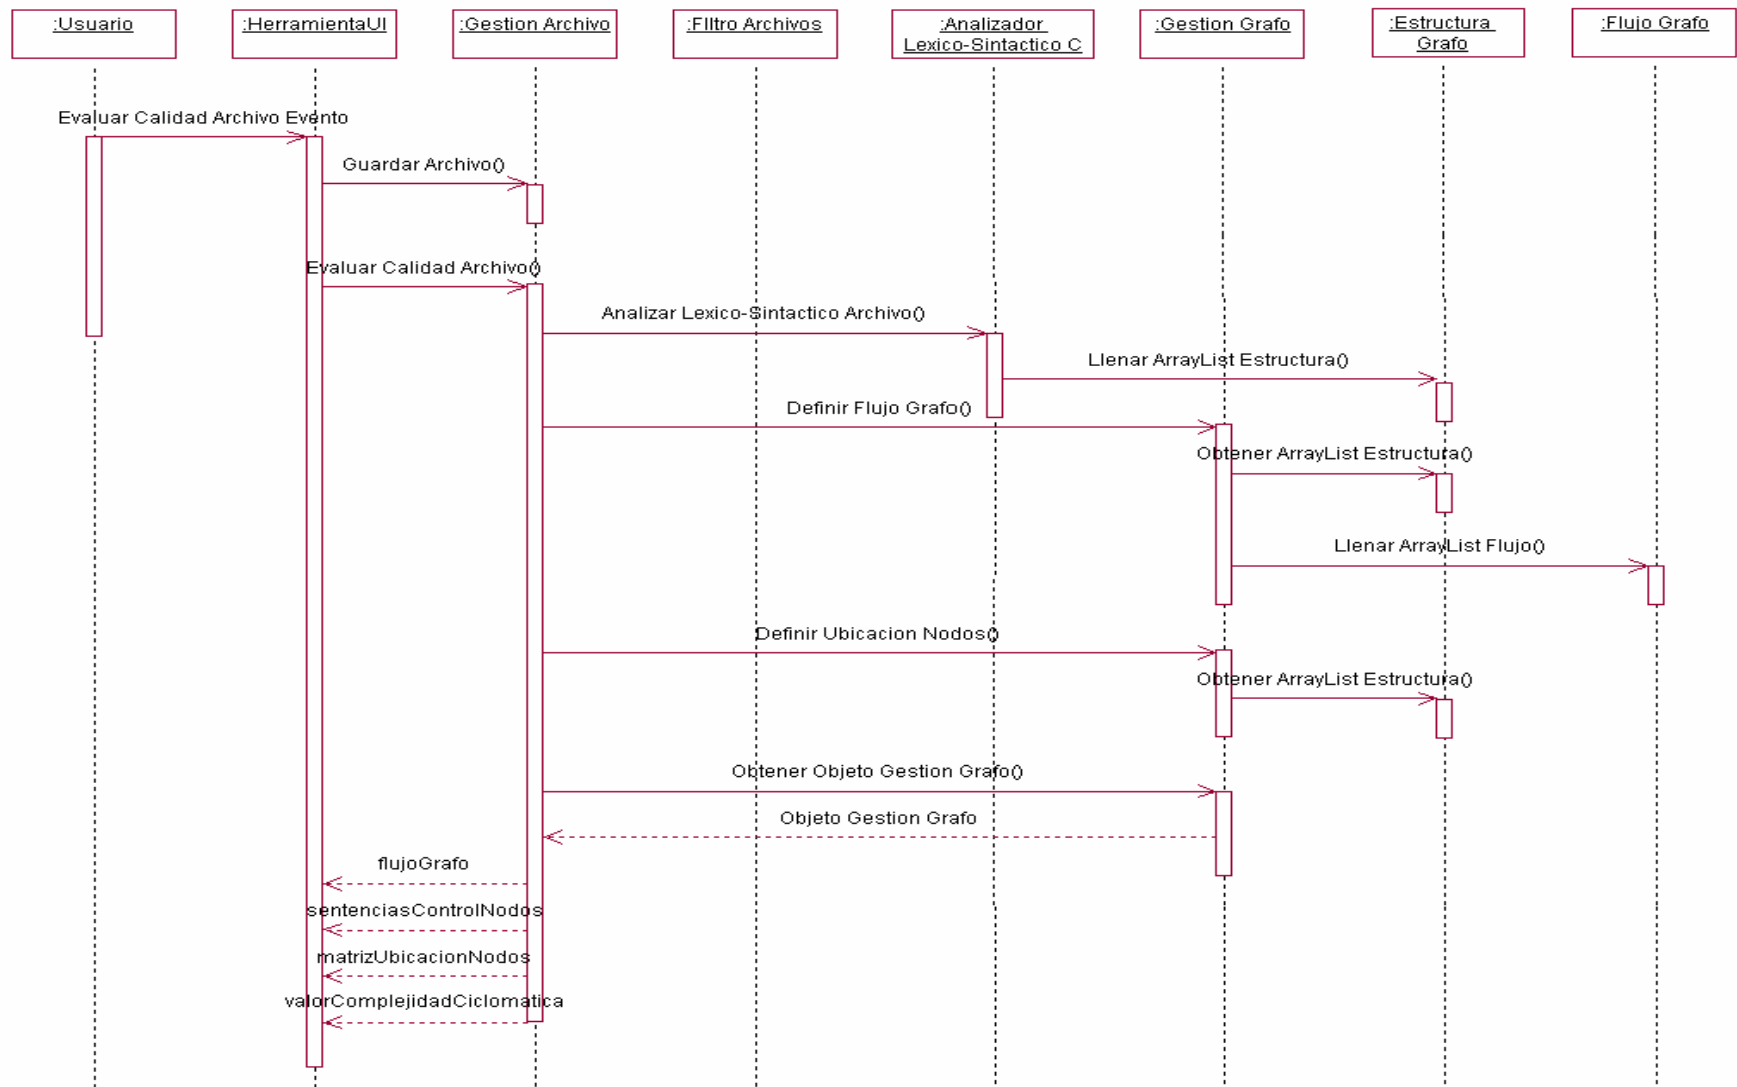 :Usuario
:HerramientaUI
:Gestion Archivo
:FIltro Archivos
:Analizador
Lexico-Sintactico C
:Gestion Grafo
:Estructura
Grafo
:Flujo Grafo
Evaluar Calidad Archivo Evento
Guardar Archivo()
Evaluar Calidad Archivo()
Analizar Lexico-Sintactico Archivo()
Llenar ArrayList Estructura()
Definir Flujo Grafo()
Obtener ArrayList Estructura()
Llenar ArrayList Flujo()
Definir Ubicacion Nodos()
Obtener ArrayList Estructura()
Obtener Objeto Gestion Grafo()
Objeto Gestion Grafo
flujoGrafo
sentenciasControlNodos
matrizUbicacionNodos
valorComplejidadCiclomatica